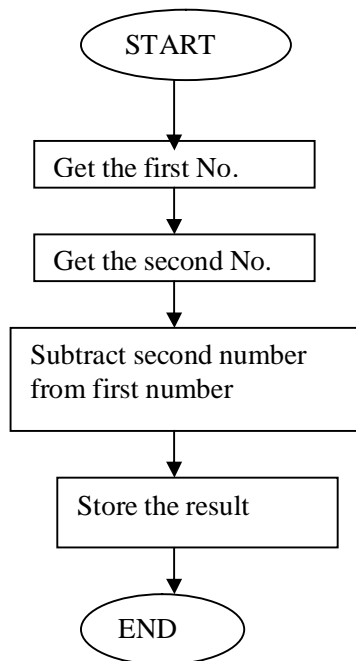 START
Get the first No.
Get the second No.
Subtract second number
from first number
Store the result
END